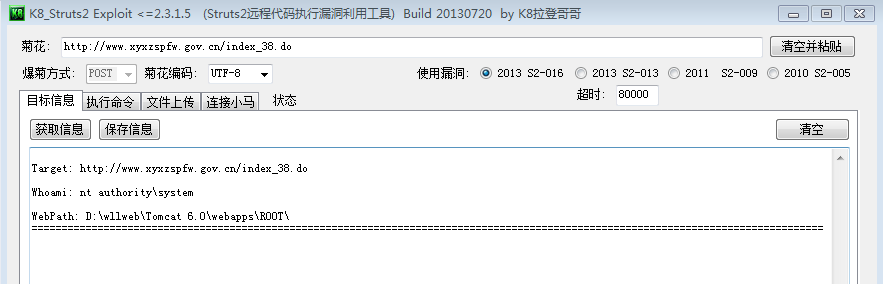 K8 K8_Struts2 Exploit <=2.3.1.5 (Struts2远程代码执行漏洞利用工具) Build 20130720 by K8拉登哥哥
菊花: http://www.xyxzspfw.gov.cn/index_38.do 清空并粘贴
爆菊方式: POST 菊花编码: UTF-8 使用漏洞: 2013 S2-016 2013 S2-013 2011 S2-009 2010 S2-005
目标信息 执行命令 文件上传 连接小马 状态 超时: 80000
获取信息 保存信息 清空
Target: http://www.xyxzspfw.gov.cn/index_38.do
Whoami: nt authority\system
WebPath: D:\wllweb\Tomcat 6.0\webapps\ROOT\
====================================================================================================================================